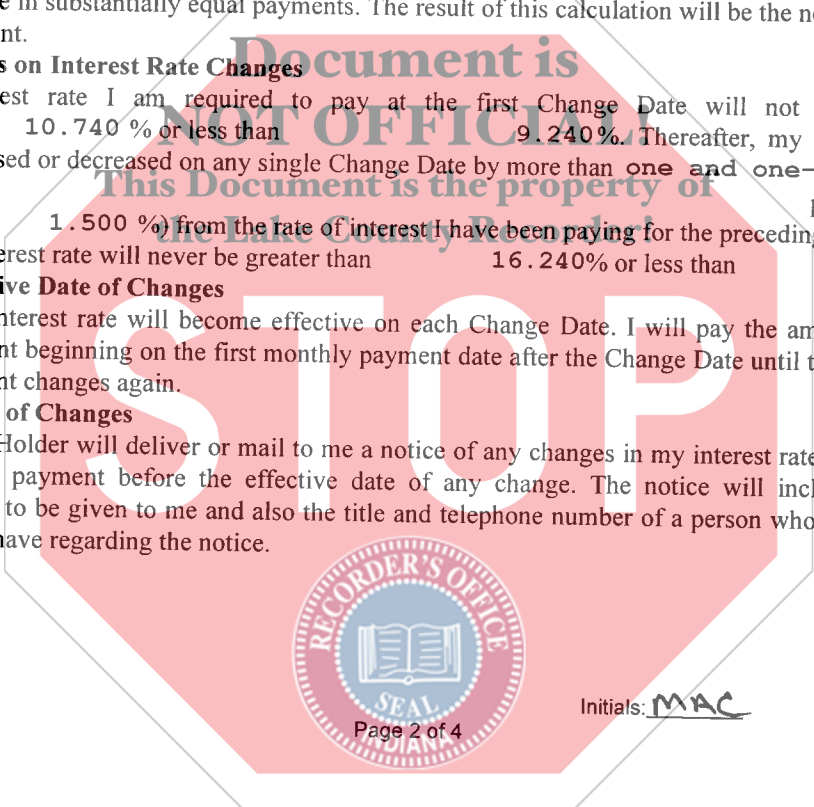 e in substantially equal payments. The result of this calculation will be the n
nt.
s on Interest Rate Changes
est rate I am required to pay at the first Change Date will not
10.740 % or less than 9.240%. Thereafter, my
sed or decreased on any single Change Date by more than one and one-
1.500 %) from the rate of interest I have been paying for the preceding
erest rate will never be greater than 16.240% or less than
ive Date of Changes
nterest rate will become effective on each Change Date. I will pay the am
nt beginning on the first monthly payment date after the Change Date until t
nt changes again.
of Changes
Holder will deliver or mail to me a notice of any changes in my interest rate
payment before the effective date of any change. The notice will incl
to be given to me and also the title and telephone number of a person who
have regarding the notice.
Initials: MAC
Page 2 of 4
Document is
NOT OFFICIAL!
This Document is the property of
the Lake County Recorder!
STOP
RECORDER'S OFFICE
SEAL
INDIANA